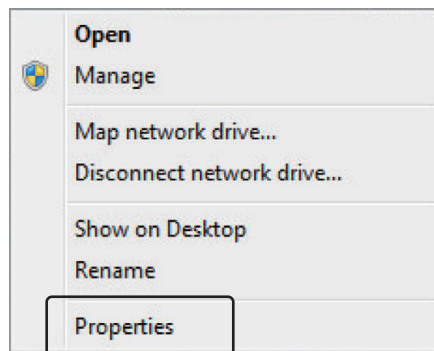 Open
Manage
Map network drive...
Disconnect network drive...
Show on Desktop
Rename
Properties